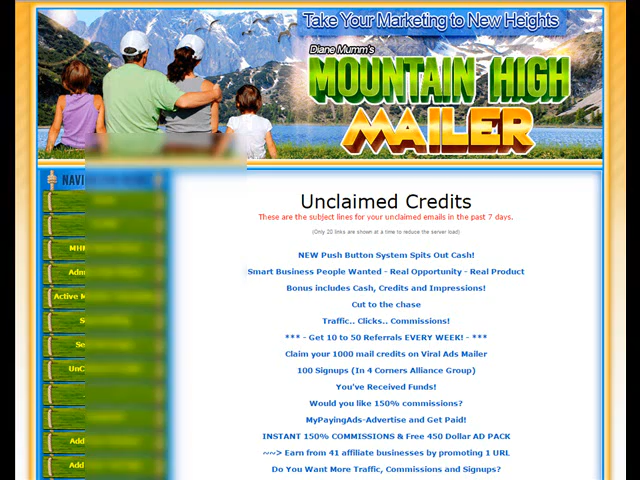 Take Your Marketing to New Heights
Diane Mumm's
MOUNTAIN HIGH
MAILER
Unclaimed Credits
These are the subject lines for your unclaimed emails in the past 7 days.
(Only 20 links are shown at a time to reduce the server load)
NEW Push Button System Spits Out Cash!
Smart Business People Wanted - Real Opportunity - Real Product
Bonus includes Cash, Credits and Impressions!
Cut to the chase
Traffic.. Clicks.. Commissions!
*** - Get 10 to 50 Referrals EVERY WEEK! - ***
Claim your 1000 mail credits on Viral Ads Mailer
100 Signups (In 4 Corners Alliance Group)
You've Received Funds!
Would you like 150% commissions?
MyPayingAds-Advertise and Get Paid!
INSTANT 150% COMMISSIONS & Free 450 Dollar AD PACK
~~> Earn from 41 affiliate businesses by promoting 1 URL
Do You Want More Traffic, Commissions and Signups?
Active
Add
Add